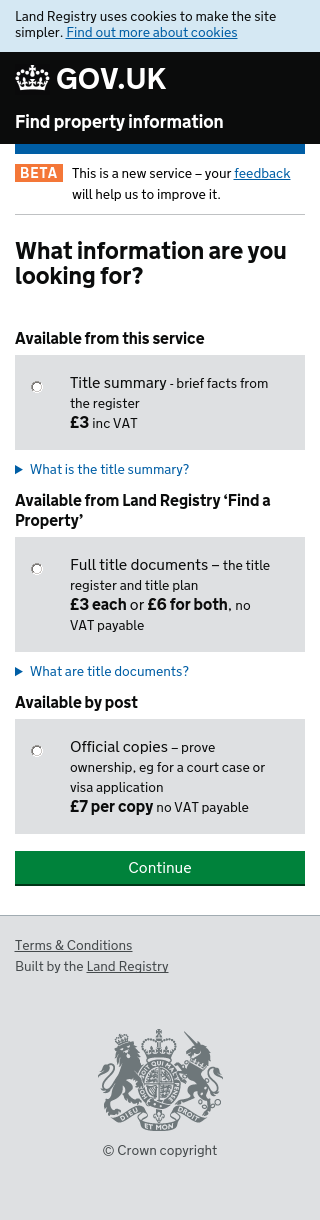 Land Registry uses cookies to make the site
simpler. Find out more about cookies
GOV.UK
Find property information
BETA This is a new service – your feedback
will help us to improve it.
What information are you
looking for?
Available from this service
Title summary - brief facts from
the register
£3 inc VAT
What is the title summary?
Available from Land Registry ‘Find a
Property’
Full title documents – the title
register and title plan
£3 each or £6 for both, no
VAT payable
What are title documents?
Available by post
Official copies – prove
ownership, eg for a court case or
visa application
£7 per copy no VAT payable
Continue
Terms & Conditions
Built by the Land Registry
DIEU ET MON DROIT
© Crown copyright